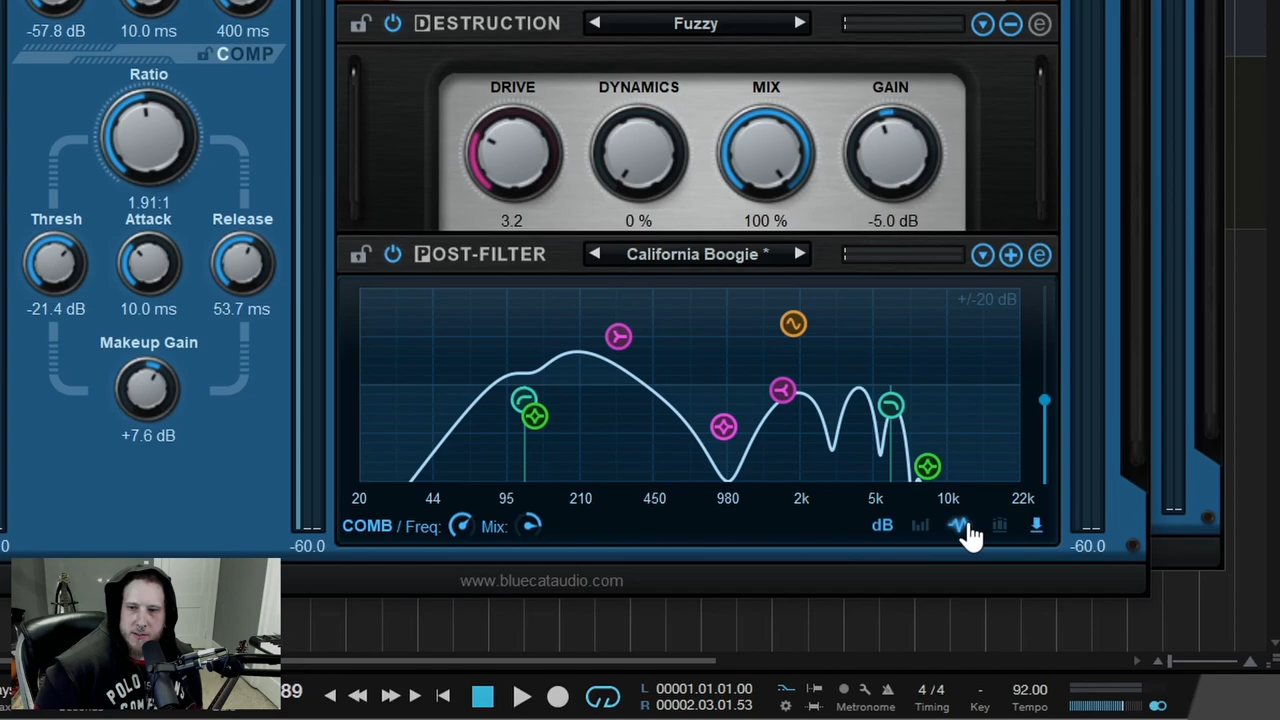 -57.8 dB 10.0 ms 400 ms
COMP
Ratio
1.91:1
Thresh Attack Release
-21.4 dB 10.0 ms 53.7 ms
Makeup Gain
+7.6 dB
-60.0
DESTRUCTION Fuzzy e
DRIVE DYNAMICS MIX GAIN
3.2 0 % 100 % -5.0 dB
POST-FILTER California Boogie * e
+/-20 dB
20 44 95 210 450 980 2k 5k 10k 22k
COMB / Freq: Mix: dB
-60.0
www.bluecataudio.com
POLO
COMP
89
L 00001.01.01.00
R 00002.03.01.53
Metronome
4 / 4
Timing
-
Key
92.00
Tempo